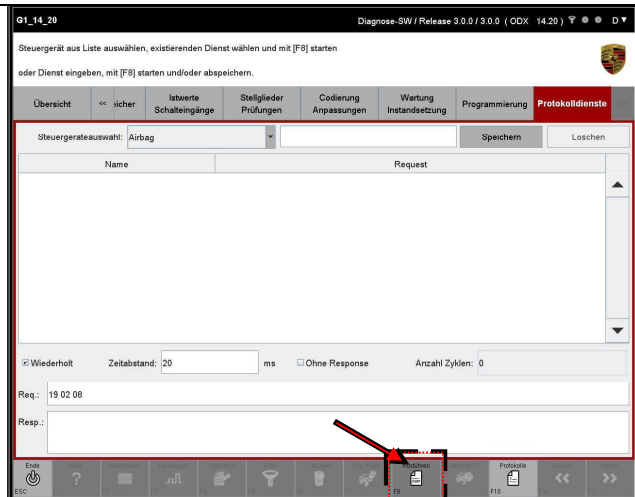 G1_14_20 Diagnose-SW / Release 3.0.0 / 3.0.0 ( ODX 14.20 ) D
Steuergerät aus Liste auswählen, existierenden Dienst wählen und mit [F8] starten
oder Dienst eingeben, mit [F8] starten und/oder abspeichern.
Übersicht << eicher Istwerte Schalteingänge Stellglieder Prüfungen Codierung Anpassungen Wartung Instandsetzung Programmierung Protokolldienste
Steuergerateauswahl: Airbag Speichern Loschen
Name Request
Wiederholt Zeitabstand: 20 ms Ohne Response Anzahl Zyklen: 0
Req.: 19 02 08
Resp.:
Ende Ausführen Protokolle
ESC F8 F10